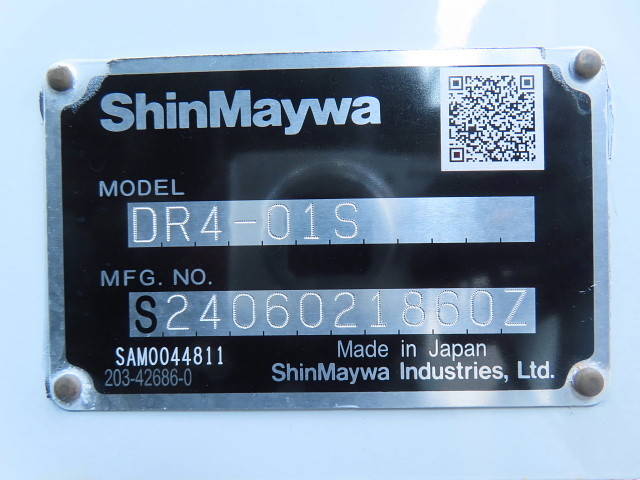 ShinMaywa
MODEL
DR4-01S
MFG. NO.
S2406021860Z
SAM0044811
Made in Japan
203-42686-0
ShinMaywa Industries, Ltd.